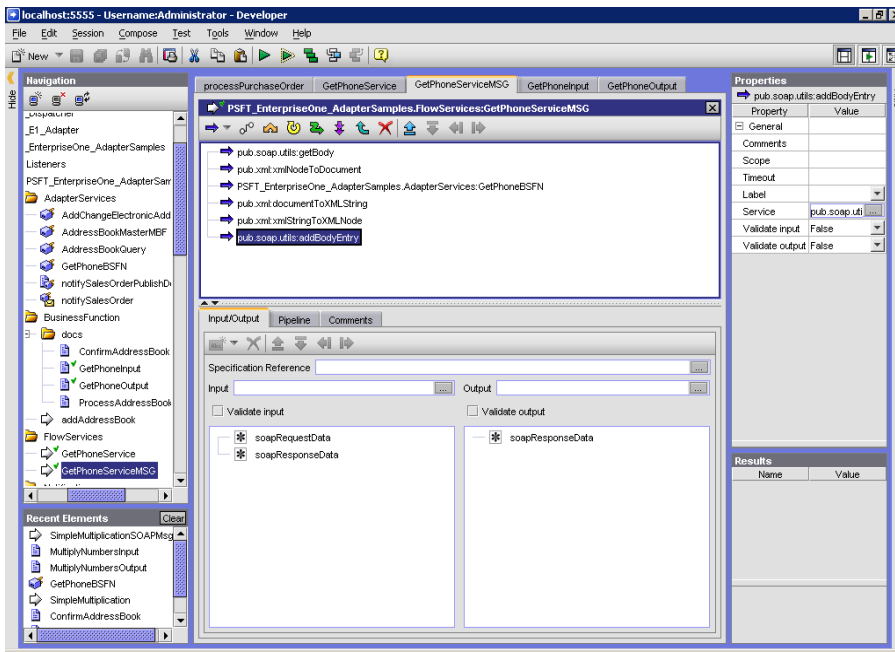 localhost:5555 - Username:Administrator - Developer
File Edit Session Compose Test Tools Window Help
New
Hide
Navigation
_E1_Adapter
_EnterpriseOne_AdapterSamples
Listeners
PSFT_EnterpriseOne_AdapterSam
AdapterServices
AddChangeElectronicAdd
AddressBookMasterMBF
AddressBookQuery
GetPhoneBSFN
notifySalesOrderPublishD
notifySalesOrder
BusinessFunction
docs
ConfirmAddressBook
GetPhoneInput
GetPhoneOutput
ProcessAddressBook
addAddressBook
FlowServices
GetPhoneService
GetPhoneServiceMSG
Recent Elements Clear
SimpleMultiplicationSOAPMsg
MultiplyNumbersInput
MultiplyNumbersOutput
GetPhoneBSFN
SimpleMultiplication
ConfirmAddressBook
processPurchaseOrder GetPhoneService GetPhoneServiceMSG GetPhoneInput GetPhoneOutput
PSFT_EnterpriseOne_AdapterSamples.FlowServices:GetPhoneServiceMSG
pub.soap.utils:getBody
pub.xml:xmlNodeToDocument
PSFT_EnterpriseOne_AdapterSamples.AdapterServices:GetPhoneBSFN
pub.xml:documentToXMLString
pub.xml:xmlStringToXMLNode
pub.soap.utils:addBodyEntry
Input/Output Pipeline Comments
Specification Reference ...
Input ... Output ...
Validate input Validate output
soapRequestData soapResponseData
soapResponseData
Properties
pub.soap.utils:addBodyEntry
Property Value
General
Comments
Scope
Timeout
Label
Service pub.soap.uti ...
Validate input False
Validate output False
Results
Name Value